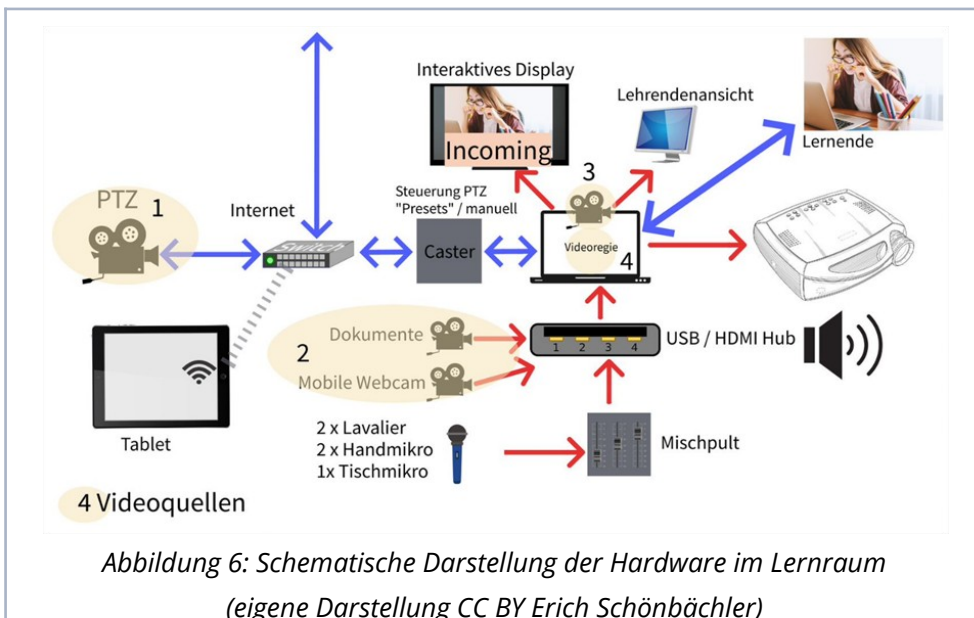 Interaktives Display
Lehrendenansicht
Incoming
Lernende
PTZ
1
Internet
Steuerung PTZ
"Presets" / manuell
3
Switch
Caster
Videoregie
4
Dokumente
2
Mobile Webcam
1 2 3 4
USB / HDMI Hub
Tablet
2 x Lavalier
2 x Handmikro
1x Tischmikro
Mischpult
4 Videoquellen
Abbildung 6: Schematische Darstellung der Hardware im Lernraum
(eigene Darstellung CC BY Erich Schönbächler)